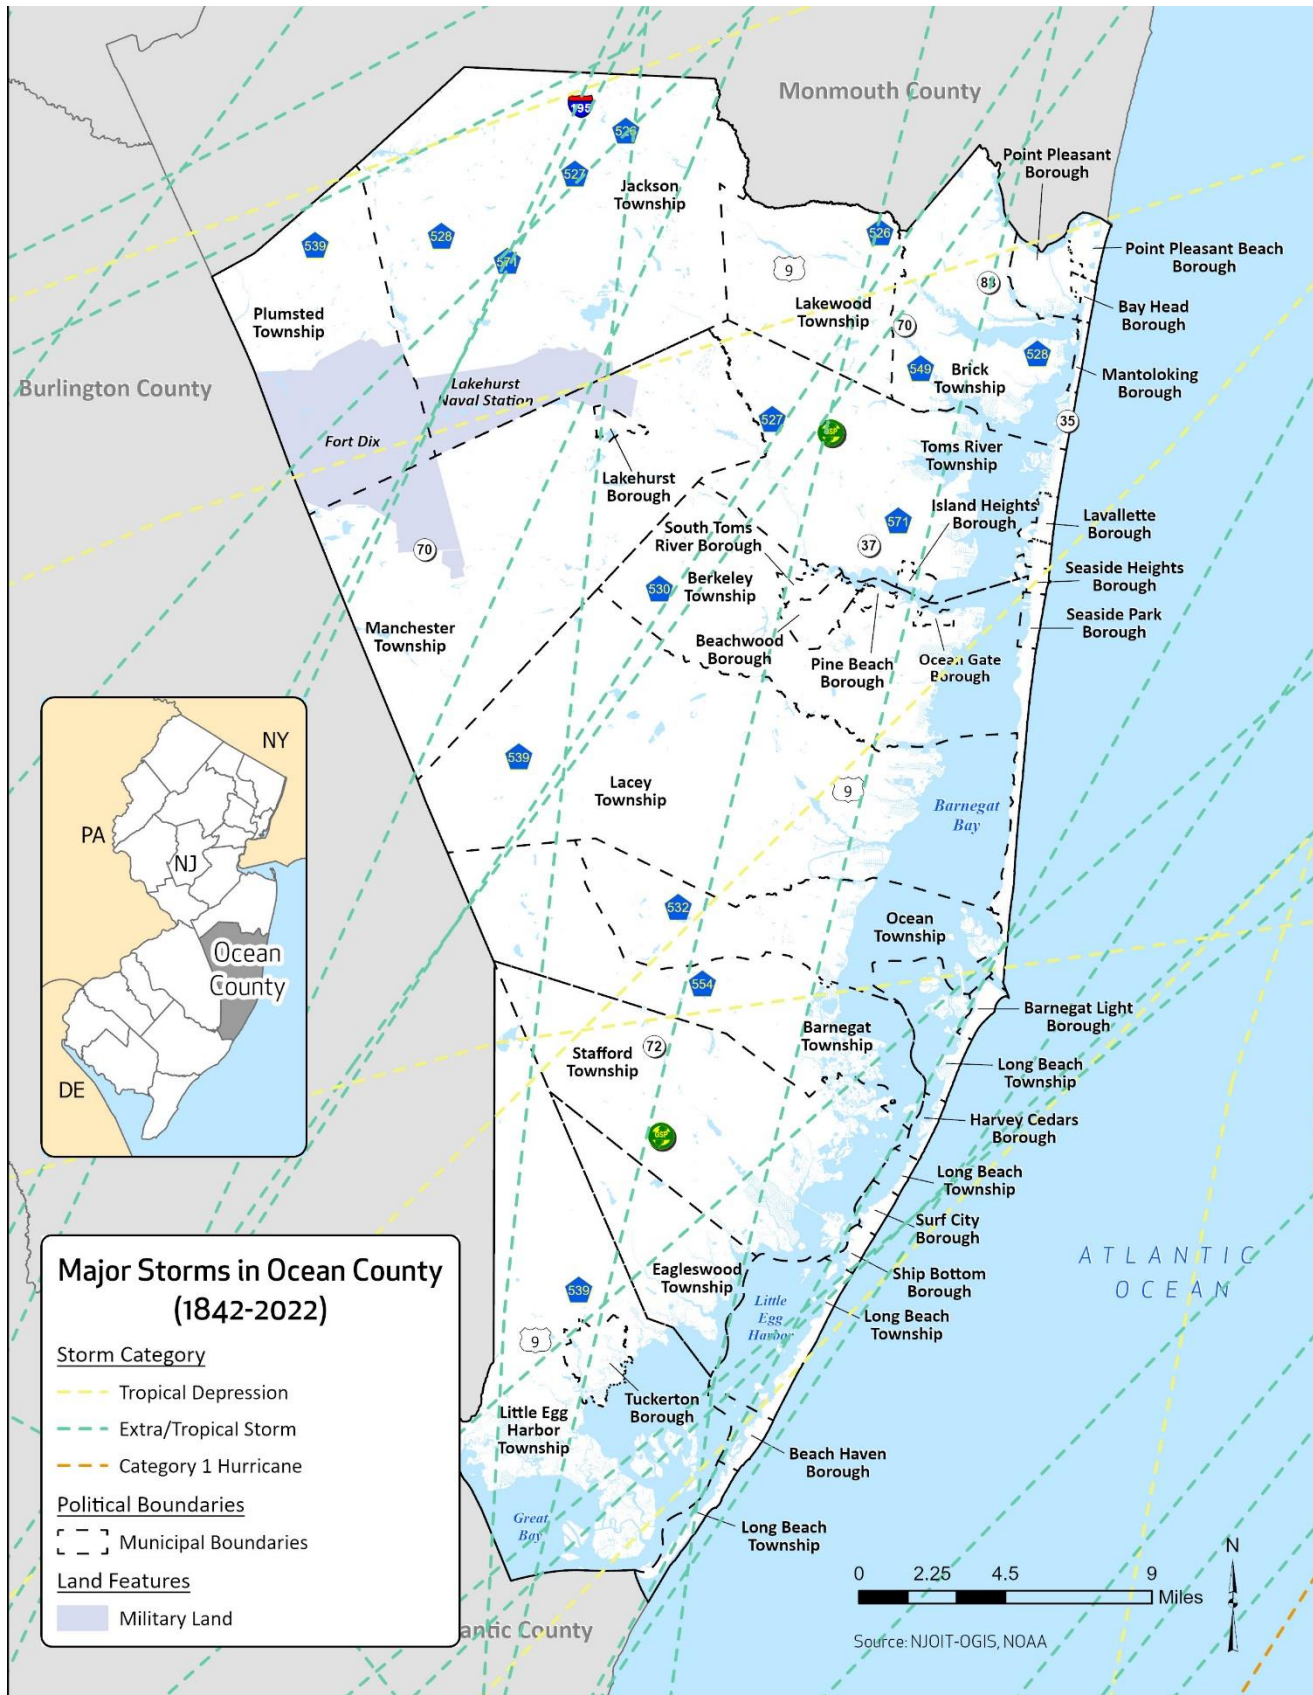 Monmouth County
195
526
Point Pleasant
Borough
527
Jackson
Township
539
528
571
526
9
Point Pleasant Beach
Borough
88
Plumsted
Township
Lakewood
Township
Bay Head
Borough
70
528
Burlington County
Lakehurst
Naval Station
549
Brick
Township
Mantoloking
Borough
35
527
GSP
Fort Dix
Toms River
Township
Lakehurst
Borough
Island Heights
Borough
Lavallette
Borough
571
South Toms
River Borough
37
70
Seaside Heights
Borough
530
Berkeley
Township
Seaside Park
Borough
Manchester
Township
Beachwood
Borough
Pine Beach
Borough
Ocean Gate
Borough
NY
PA
NJ
Ocean
County
DE
539
Lacey
Township
9
Barnegat
Bay
532
Ocean
Township
554
Barnegat Light
Borough
Barnegat
Township
72
Stafford
Township
Long Beach
Township
Harvey Cedars
Borough
GSP
Long Beach
Township
Surf City
Borough
ATLANTIC
OCEAN
Eagleswood
Township
Ship Bottom
Borough
539
Little
Egg
Harbor
Long Beach
Township
9
Tuckerton
Borough
Little Egg
Harbor
Township
Beach Haven
Borough
Great
Bay
Long Beach
Township
antic County
Major Storms in Ocean County
(1842-2022)
Storm Category
Tropical Depression
Extra/Tropical Storm
Category 1 Hurricane
Political Boundaries
Municipal Boundaries
Land Features
Military Land
N
0 2.25 4.5 9
Miles
Source: NJOIT-OGIS, NOAA